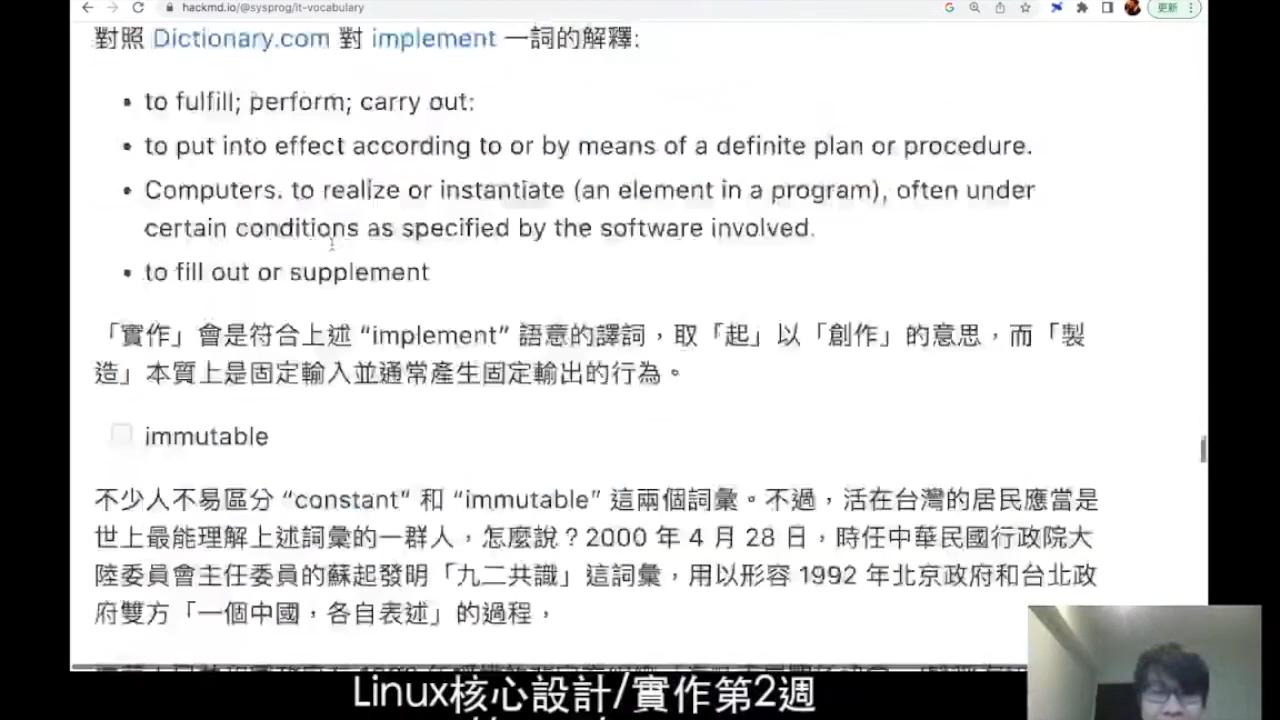 hackmd.io/@sysprog/it-vocabulary
更新
對照 Dictionary.com 對 implement 一詞的解釋:
• to fulfill; perform; carry out:
• to put into effect according to or by means of a definite plan or procedure.
• Computers. to realize or instantiate (an element in a program), often under
certain conditions as specified by the software involved.
• to fill out or supplement
「實作」會是符合上述 “implement” 語意的譯詞，取「起」以「創作」的意思，而「製
造」本質上是固定輸入並通常產生固定輸出的行為。
immutable
不少人不易區分 “constant” 和 “immutable” 這兩個詞彙。不過，活在台灣的居民應當是
世上最能理解上述詞彙的一群人，怎麼說？2000 年 4 月 28 日，時任中華民國行政院大
陸委員會主任委員的蘇起發明「九二共識」這詞彙，用以形容 1992 年北京政府和台北政
府雙方「一個中國，各自表述」的過程，
Linux核心設計/實作第2週